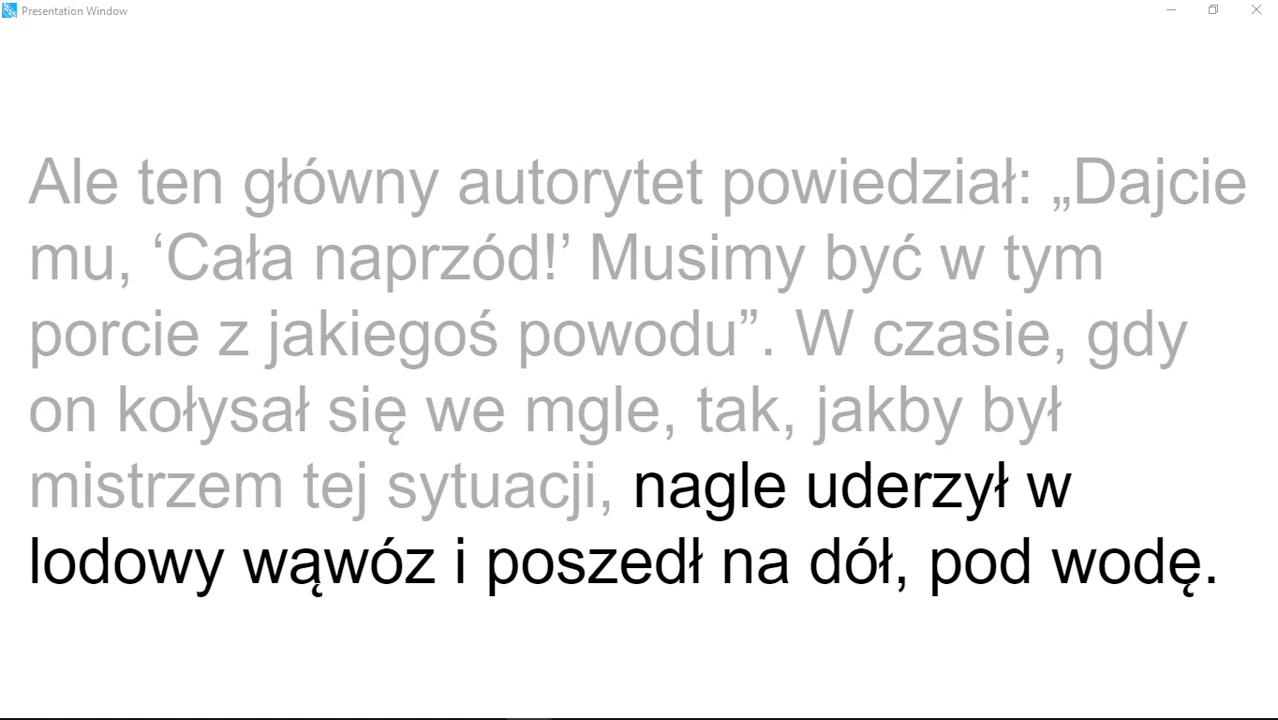 Presentation Window
Ale ten główny autorytet powiedział: „Dajcie
mu, ‘Cała naprzód!’ Musimy być w tym
porcie z jakiegoś powodu”. W czasie, gdy
on kołysał się we mgle, tak, jakby był
mistrzem tej sytuacji, nagle uderzył w
lodowy wąwóz i poszedł na dół, pod wodę.